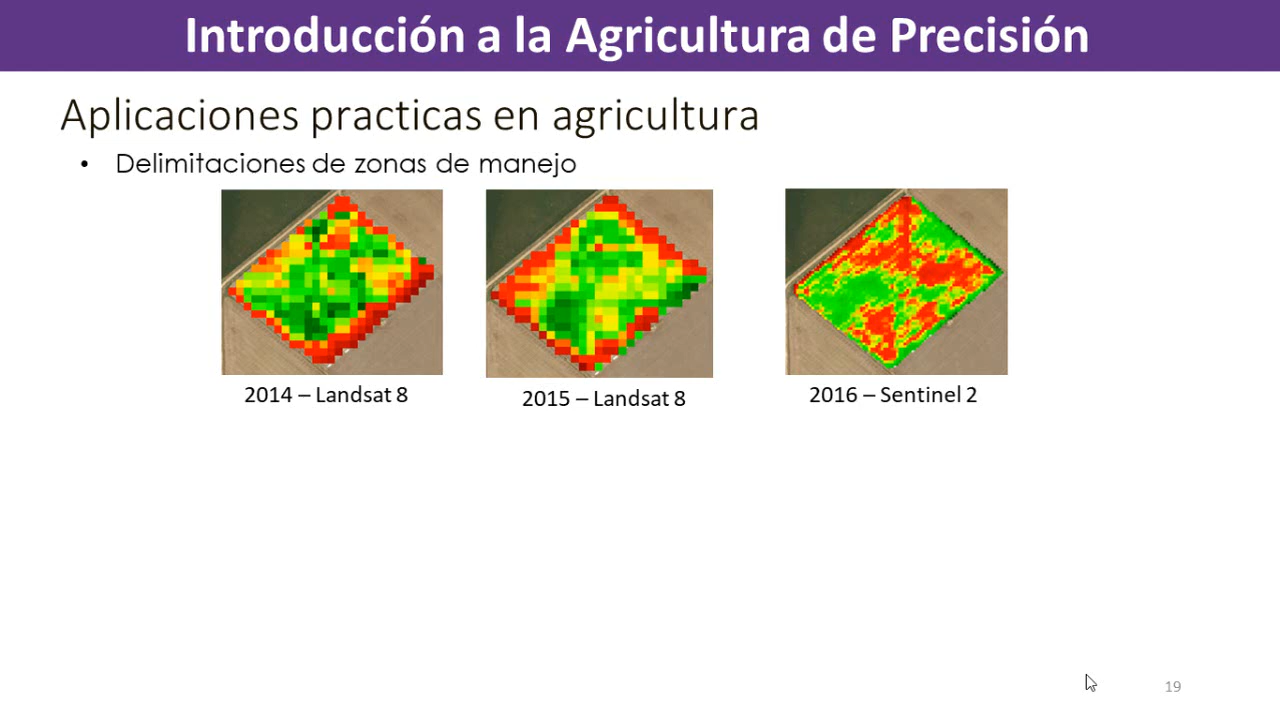 Introducción a la Agricultura de Precisión
Aplicaciones practicas en agricultura
• Delimitaciones de zonas de manejo
2014 – Landsat 8
2015 – Landsat 8
2016 – Sentinel 2
19